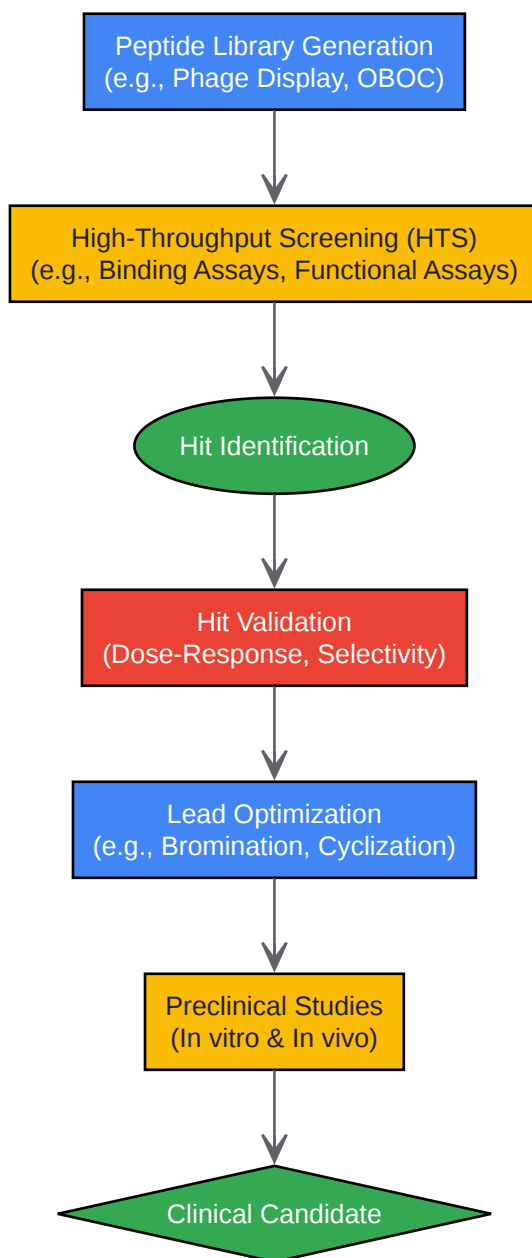 Peptide Library Generation
(e.g., Phage Display, OBOC)
High-Throughput Screening (HTS)
(e.g., Binding Assays, Functional Assays)
Hit Identification
Hit Validation
(Dose-Response, Selectivity)
Lead Optimization
(e.g., Bromination, Cyclization)
Preclinical Studies
(In vitro & In vivo)
Clinical Candidate